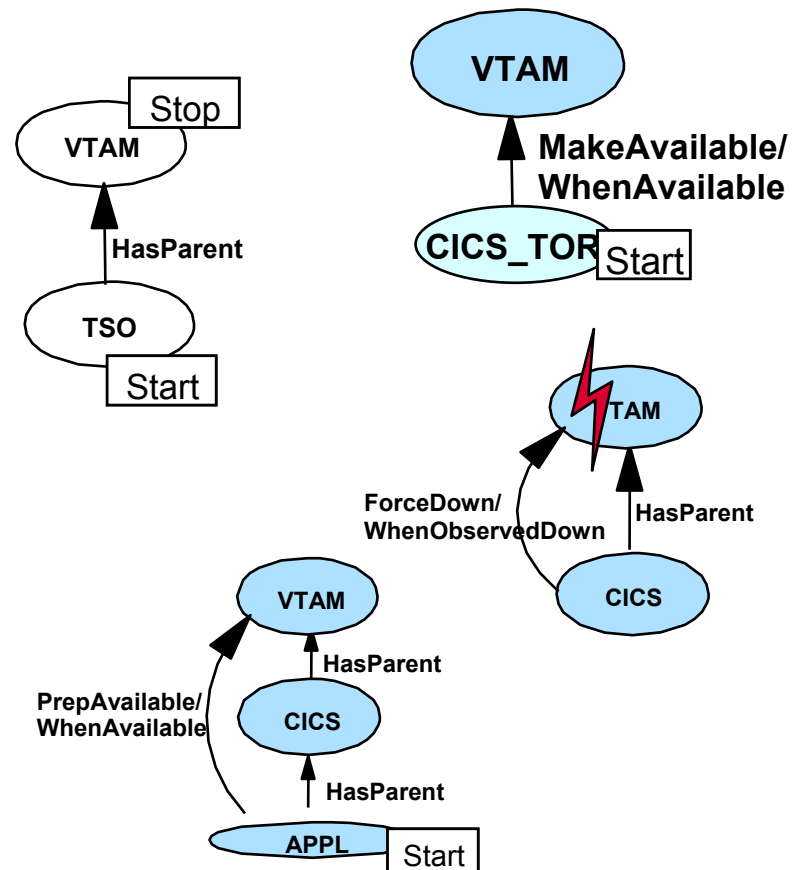 Stop
VTAM
HasParent
TSO
Start
VTAM
MakeAvailable/
WhenAvailable
CICS_TOR
Start
TAM
ForceDown/
WhenObservedDown
HasParent
CICS
VTAM
HasParent
PrepAvailable/
WhenAvailable
CICS
HasParent
APPL
Start